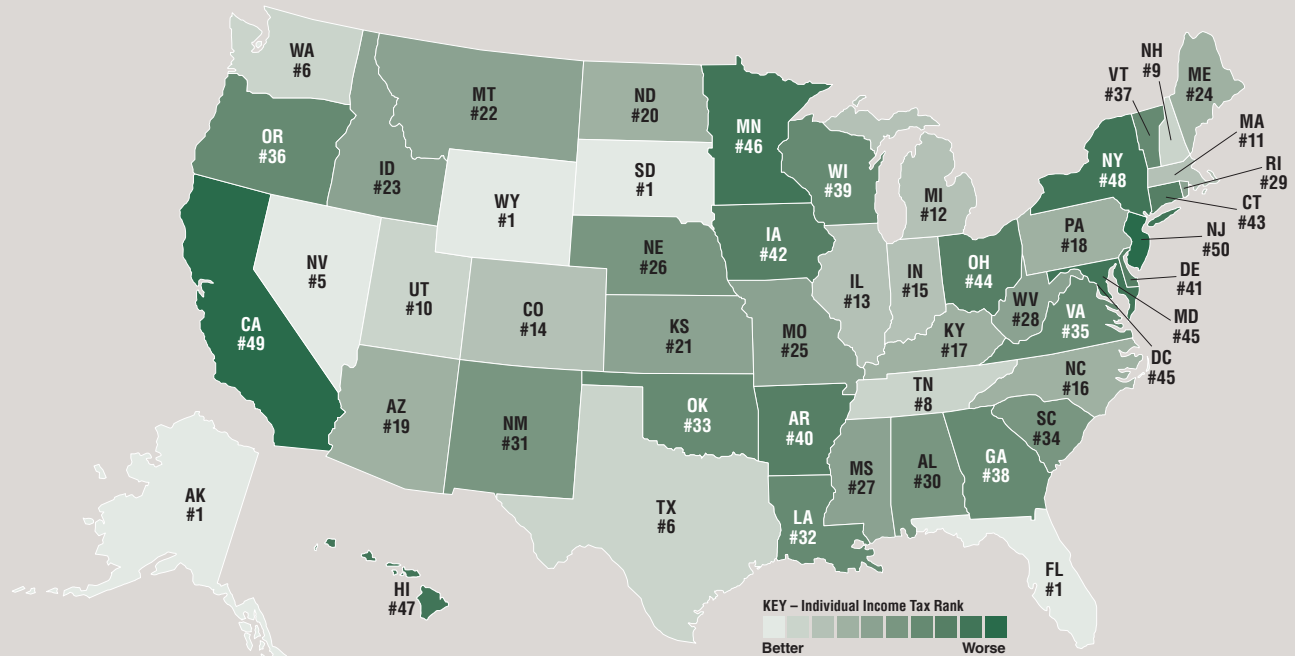 WA
#6
MT
#22
ND
#20
MN
#46
VT
#37
NH
#9
ME
#24
OR
#36
ID
#23
WY
#1
SD
#1
WI
#39
MI
#12
NY
#48
MA
#11
RI
#29
CT
#43
NV
#5
UT
#10
CO
#14
NE
#26
IA
#42
IL
#13
IN
#15
OH
#44
PA
#18
NJ
#50
DE
#41
MD
#45
DC
#45
CA
#49
KS
#21
MO
#25
KY
#17
WV
#28
VA
#35
AZ
#19
NM
#31
OK
#33
AR
#40
TN
#8
NC
#16
SC
#34
MS
#27
AL
#30
GA
#38
AK
#1
TX
#6
LA
#32
FL
#1
HI
#47
KEY – Individual Income Tax Rank
Better Worse